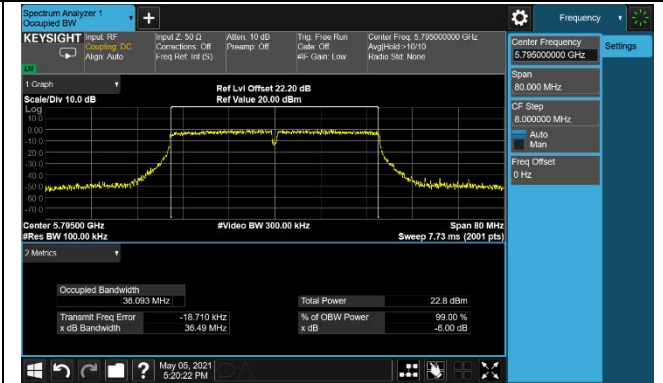 Spectrum Analyzer 1
Occupied BW
Frequency
KEYSIGHT
Input: RF
Coupling: DC
Align: Auto
Input Z: 50 Ω
Corrections: Off
Freq Ref: Int (S)
Atten: 10 dB
Preamp: Off
Trig: Free Run
Gate: Off
#IF Gain: Low
Center Freq: 5.795000000 GHz
Avg|Hold:>10/10
Radio Std: None
Center Frequency
5.795000000 GHz
Settings
Span
80.000 MHz
CF Step
8.000000 MHz
Auto
Man
Freq Offset
0 Hz
1 Graph
Scale/Div 10.0 dB
Ref Lvl Offset 22.20 dB
Ref Value 20.00 dBm
Log
10.0
0.00
-10.0
-20.0
-30.0
-40.0
-50.0
-60.0
-70.0
Center 5.79500 GHz
#Res BW 100.00 kHz
#Video BW 300.00 kHz
Span 80 MHz
Sweep 7.73 ms (2001 pts)
2 Metrics
Occupied Bandwidth
36.093 MHz
Total Power 22.8 dBm
Transmit Freq Error -18.710 kHz
% of OBW Power 99.00 %
x dB Bandwidth 36.49 MHz
x dB -6.00 dB
May 05, 2021
5:20:22 PM